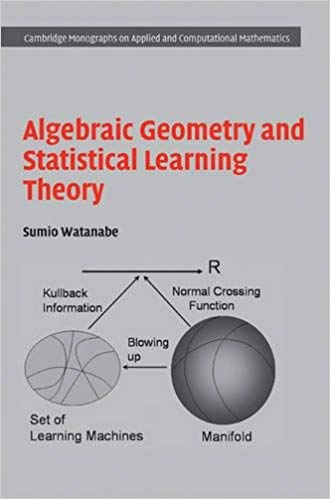 Cambridge Monographs on Applied and Computational Mathematics
Algebraic Geometry and
Statistical Learning
Theory
Sumio Watanabe
R
Kullback
Information
Normal Crossing
Function
Blowing
up
Set of
Learning Machines
Manifold